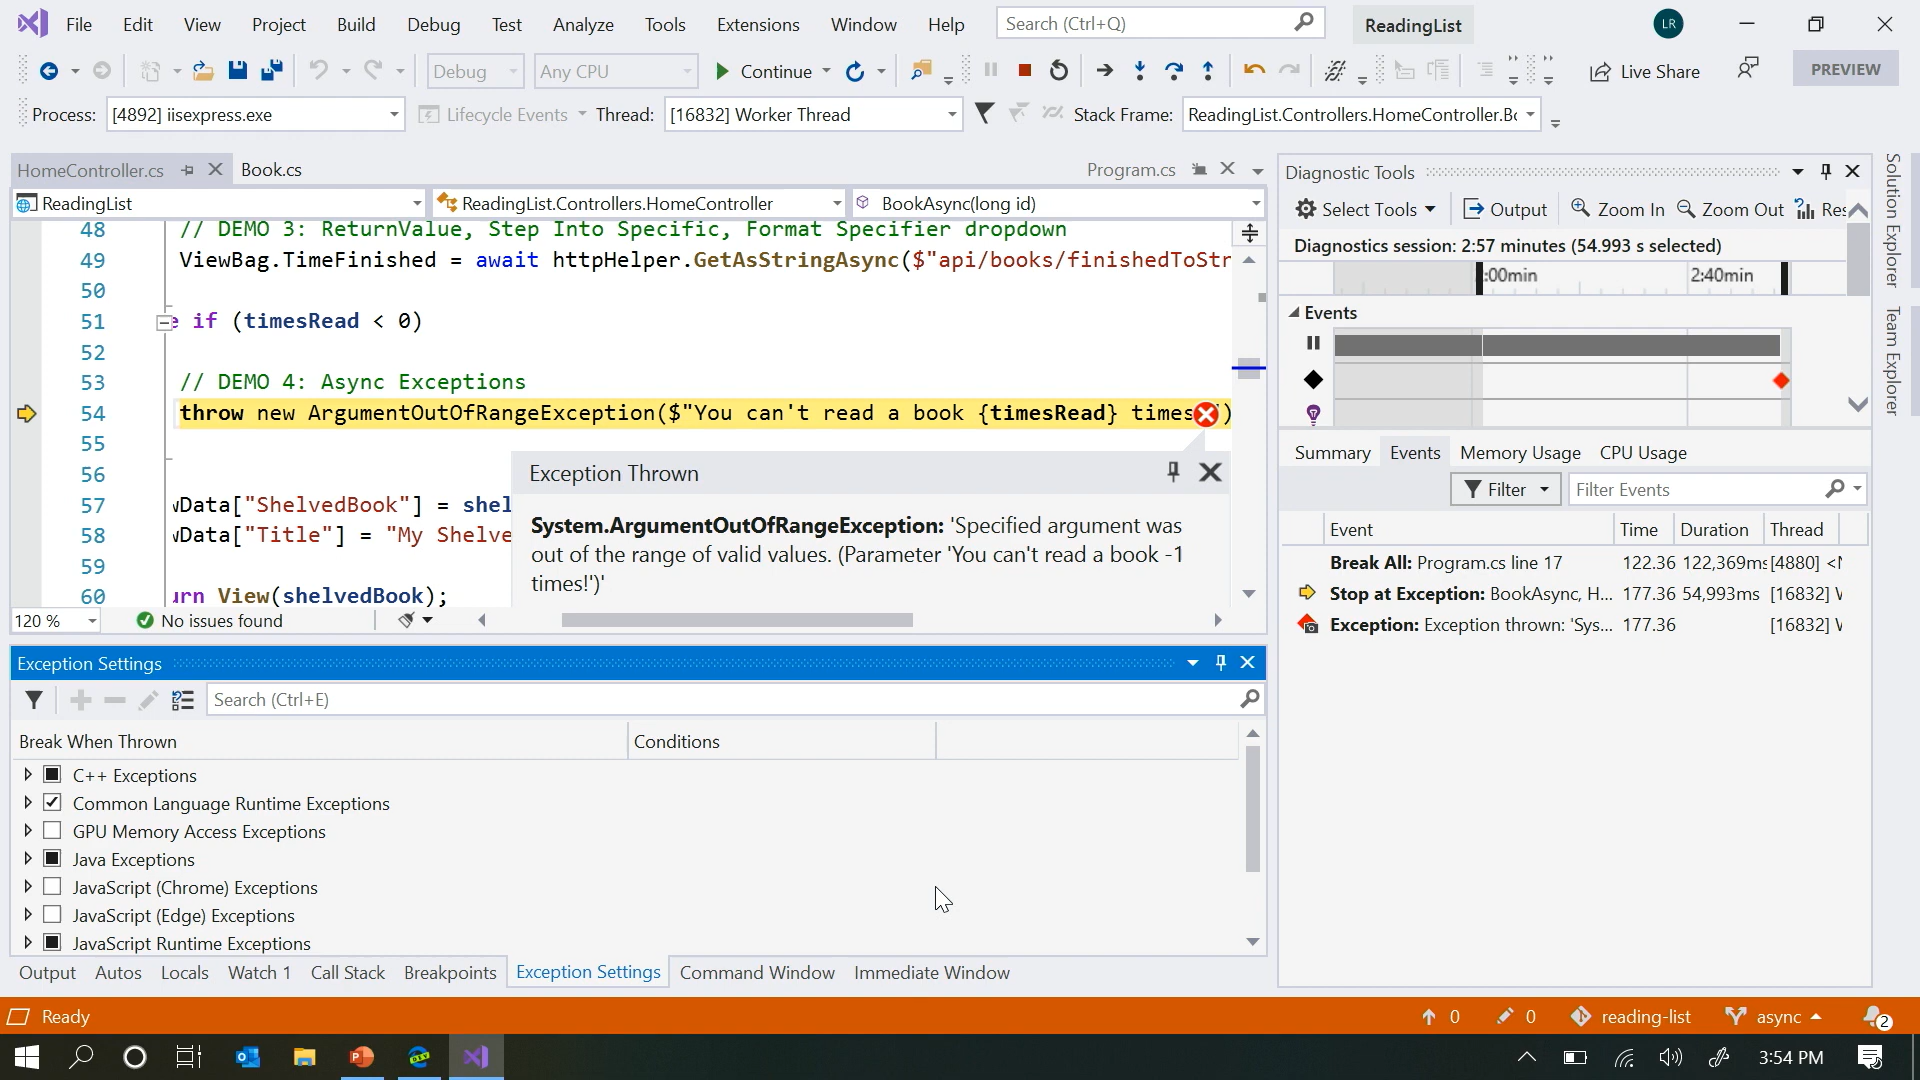 File Edit View Project Build Debug Test Analyze Tools Extensions Window Help Search (Ctrl+Q) ReadingList LR
Debug Any CPU Continue Live Share PREVIEW
Process: [4892] iisexpress.exe Lifecycle Events Thread: [16832] Worker Thread Stack Frame: ReadingList.Controllers.HomeController.Bo
HomeController.cs Book.cs Program.cs
ReadingList ReadingList.Controllers.HomeController BookAsync(long id)
48 // DEMO 3: ReturnValue, Step Into Specific, Format Specifier dropdown
49 ViewBag.TimeFinished = await httpHelper.GetAsStringAsync($"api/books/finishedToStr
50
51 e if (timesRead < 0)
52
53 // DEMO 4: Async Exceptions
54 throw new ArgumentOutOfRangeException($"You can't read a book {timesRead} times )
55
56
57 wData["ShelvedBook"] = shel
58 wData["Title"] = "My Shelve
59
60 urn View(shelvedBook);
Exception Thrown
System.ArgumentOutOfRangeException: 'Specified argument was
out of the range of valid values. (Parameter 'You can't read a book -1
times!')'
120 % No issues found
Exception Settings
Search (Ctrl+E)
Break When Thrown Conditions
C++ Exceptions
Common Language Runtime Exceptions
GPU Memory Access Exceptions
Java Exceptions
JavaScript (Chrome) Exceptions
JavaScript (Edge) Exceptions
JavaScript Runtime Exceptions
Output Autos Locals Watch 1 Call Stack Breakpoints Exception Settings Command Window Immediate Window
Diagnostic Tools
Select Tools Output Zoom In Zoom Out Res
Diagnostics session: 2:57 minutes (54.993 s selected)
:00min 2:40min
Events
Summary Events Memory Usage CPU Usage
Filter Filter Events
Event Time Duration Thread
Break All: Program.cs line 17 122.36 122,369ms [4880] <N
Stop at Exception: BookAsync, H... 177.36 54,993ms [16832] W
Exception: Exception thrown: 'Sys... 177.36 [16832] W
Solution Explorer
Team Explorer
Ready 0 0 reading-list async 2
DEV 3:54 PM